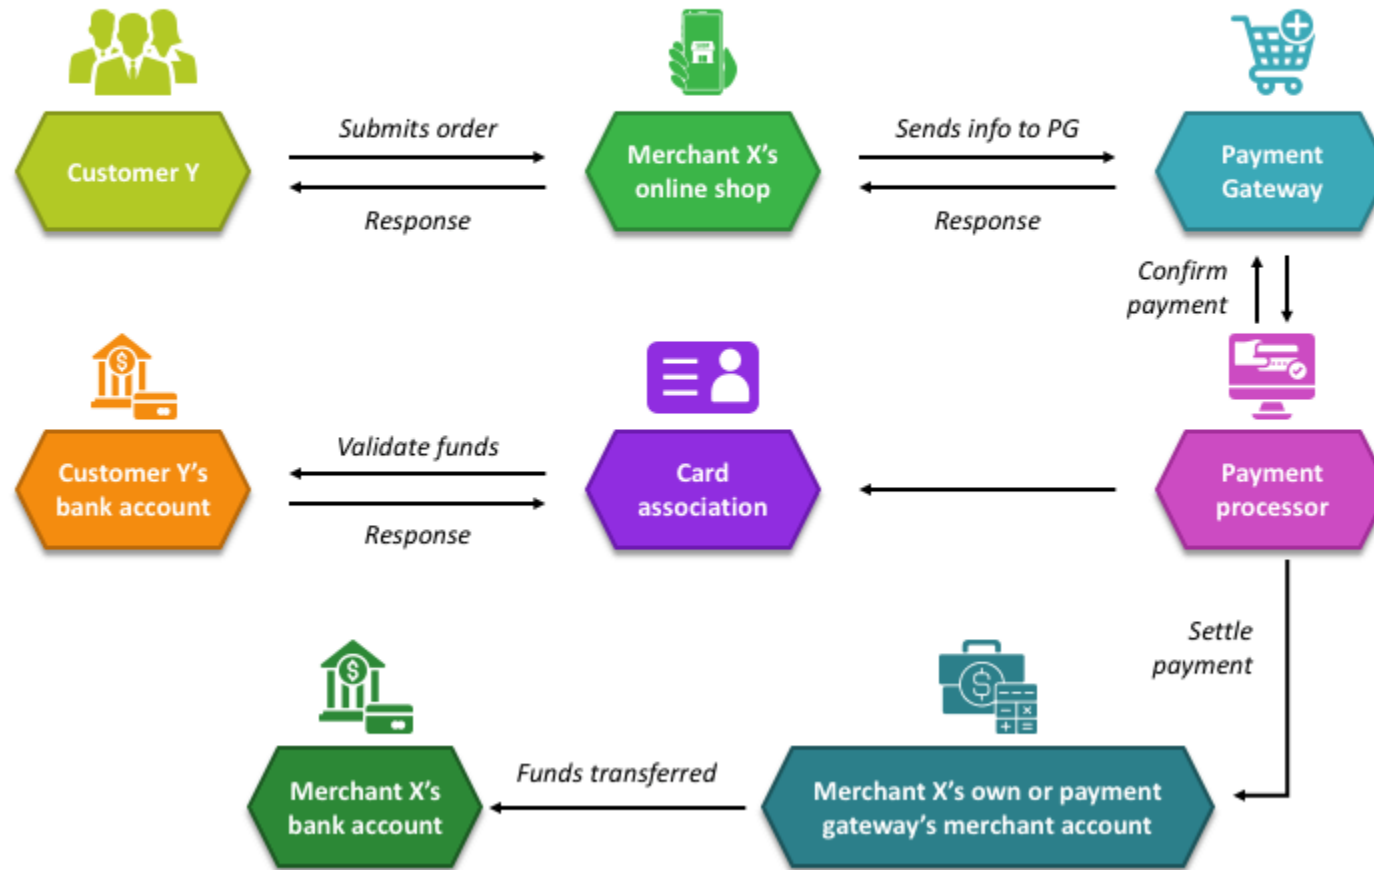 Submits order
Sends info to PG
Customer Y
Merchant X's
online shop
Payment
Gateway
Response
Response
Confirm
payment
Validate funds
Customer Y's
bank account
Card
association
Payment
processor
Response
Settle
payment
Funds transferred
Merchant X's
bank account
Merchant X's own or payment
gateway's merchant account